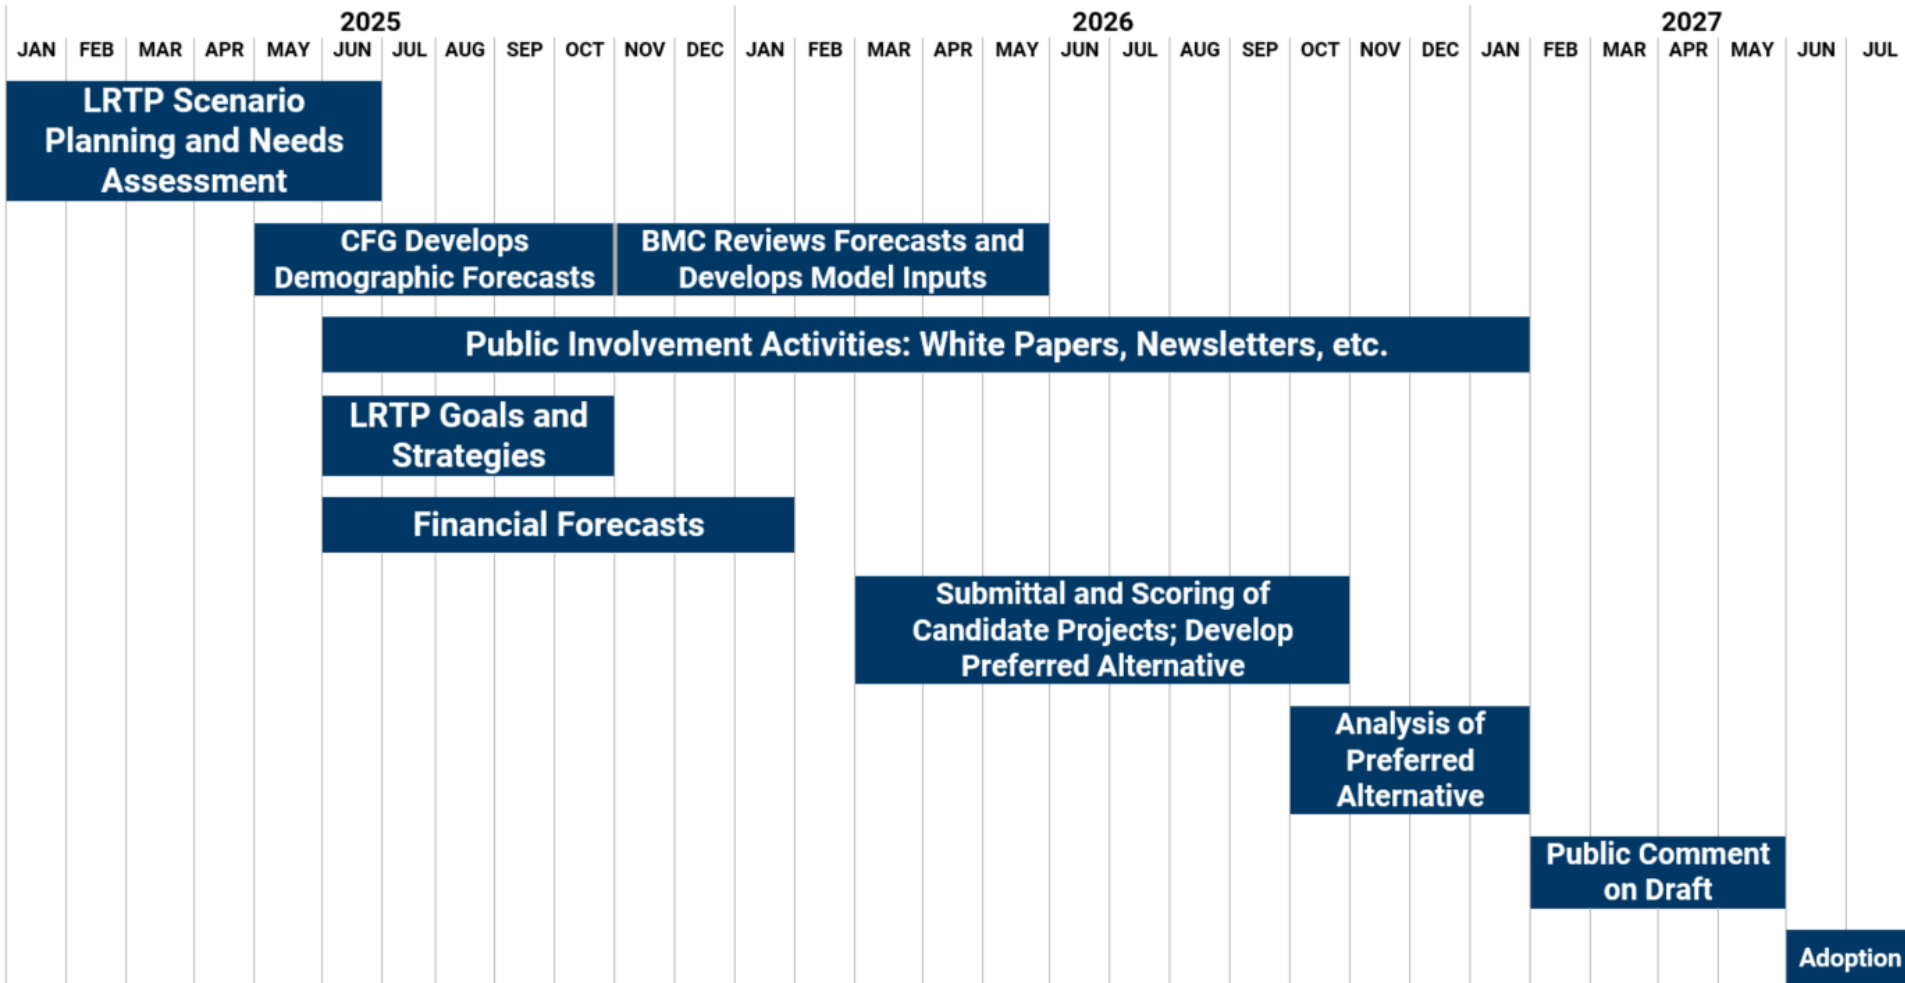 2025 2026 2027
JAN FEB MAR APR MAY JUN JUL AUG SEP OCT NOV DEC JAN FEB MAR APR MAY JUN JUL AUG SEP OCT NOV DEC JAN FEB MAR APR MAY JUN JUL
LRTP Scenario
Planning and Needs
Assessment
CFG Develops
Demographic Forecasts
BMC Reviews Forecasts and
Develops Model Inputs
Public Involvement Activities: White Papers, Newsletters, etc.
LRTP Goals and
Strategies
Financial Forecasts
Submittal and Scoring of
Candidate Projects; Develop
Preferred Alternative
Analysis of
Preferred
Alternative
Public Comment
on Draft
Adoption